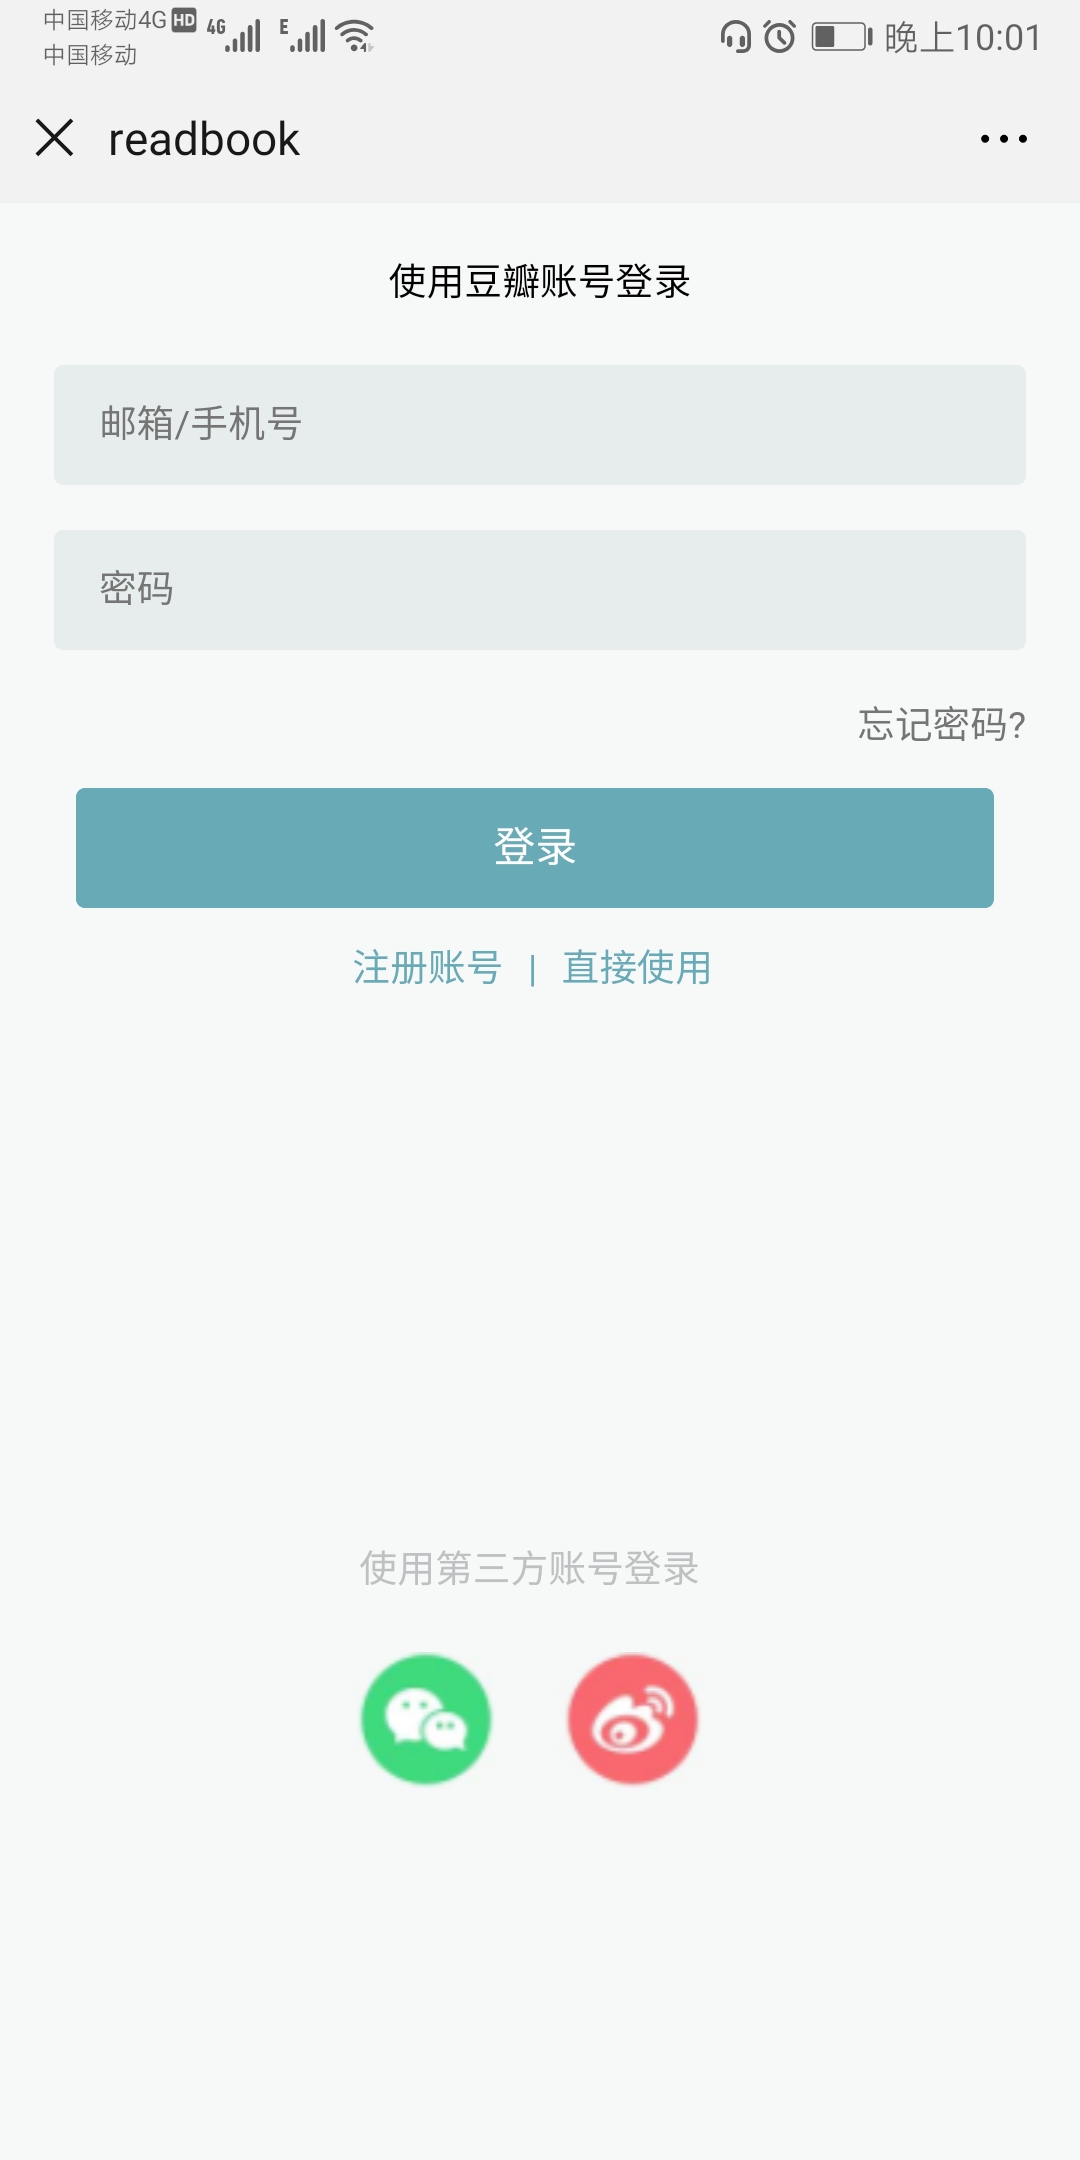 中国移动4G HD 4G E 晚上10:01
中国移动
readbook
使用豆瓣账号登录
邮箱/手机号
密码
忘记密码?
登录
注册账号 | 直接使用
使用第三方账号登录